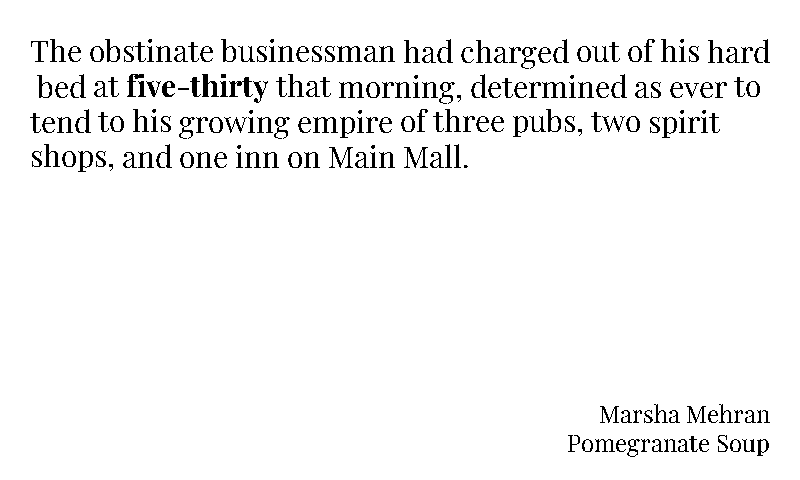 The obstinate businessman had charged out of his hard
bed at five-thirty that morning, determined as ever to
tend to his growing empire of three pubs, two spirit
shops, and one inn on Main Mall.
Marsha Mehran
Pomegranate Soup